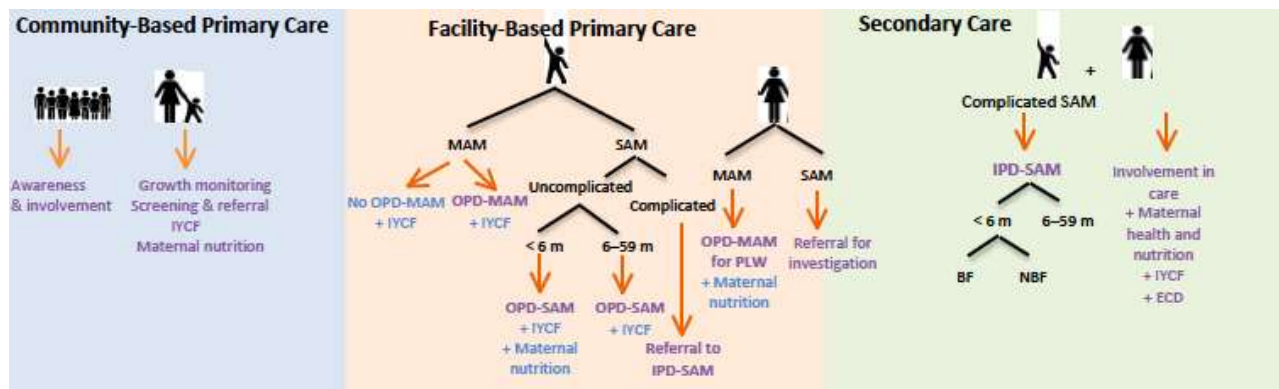 Community-Based Primary Care
Awareness
& involvement
Growth monitoring
Screening & referral
IYCF
Maternal nutrition
Facility-Based Primary Care
MAM
SAM
No OPD-MAM
+ IYCF
OPD-MAM
+ IYCF
Uncomplicated
Complicated
< 6 m
6–59 m
OPD-SAM
+ IYCF
+ Maternal
nutrition
OPD-SAM
+ IYCF
Referral to
IPD-SAM
MAM
SAM
OPD-MAM
for PLW
+ Maternal
nutrition
Referral for
investigation
Secondary Care
+
Complicated SAM
IPD-SAM
< 6 m
6–59 m
BF
NBF
Involvement in
care
+ Maternal
health and
nutrition
+ IYCF
+ ECD